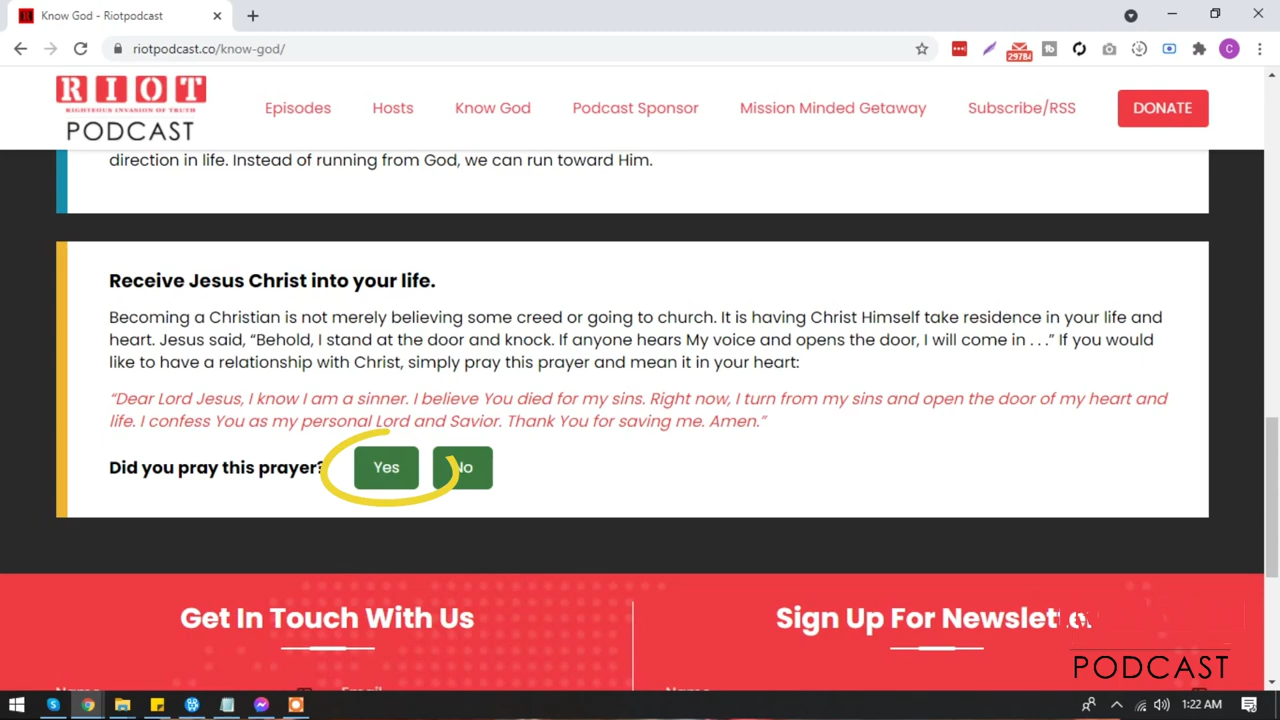 Know God - Riotpodcast
riotpodcast.co/know-god/
29784
C
RIOT
RIGHTEOUS INVASION OF TRUTH
PODCAST
Episodes
Hosts
Know God
Podcast Sponsor
Mission Minded Getaway
Subscribe/RSS
DONATE
direction in life. Instead of running from God, we can run toward Him.
Receive Jesus Christ into your life.
Becoming a Christian is not merely believing some creed or going to church. It is having Christ Himself take residence in your life and
heart. Jesus said, “Behold, I stand at the door and knock. If anyone hears My voice and opens the door, I will come in . . .” If you would
like to have a relationship with Christ, simply pray this prayer and mean it in your heart:
“Dear Lord Jesus, I know I am a sinner. I believe You died for my sins. Right now, I turn from my sins and open the door of my heart and
life. I confess You as my personal Lord and Savior. Thank You for saving me. Amen.”
Did you pray this prayer?
Yes
No
Get In Touch With Us
Sign Up For Newslet
PODCAST
Name
Email
Name
1:22 AM